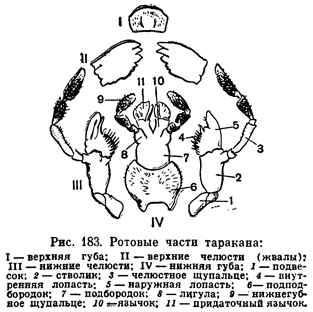 I
II
11 10
9
5
4
8
3
7
III
2
6
1
IV
Рис. 183. Ротовые части таракана:
I — верхняя губа; II — верхние челюсти (жвалы);
III — нижние челюсти; IV — нижняя губа; 1 — подве-
сок; 2 — стволик; 3 — челюстное щупальце; 4 — внут-
ренняя лопасть; 5 — наружная лопасть; 6 — подпод-
бородок; 7 — подбородок; 8 — лигула; 9 — нижнегуб-
ное щупальце; 10 — язычок; 11 — придаточный язычок.